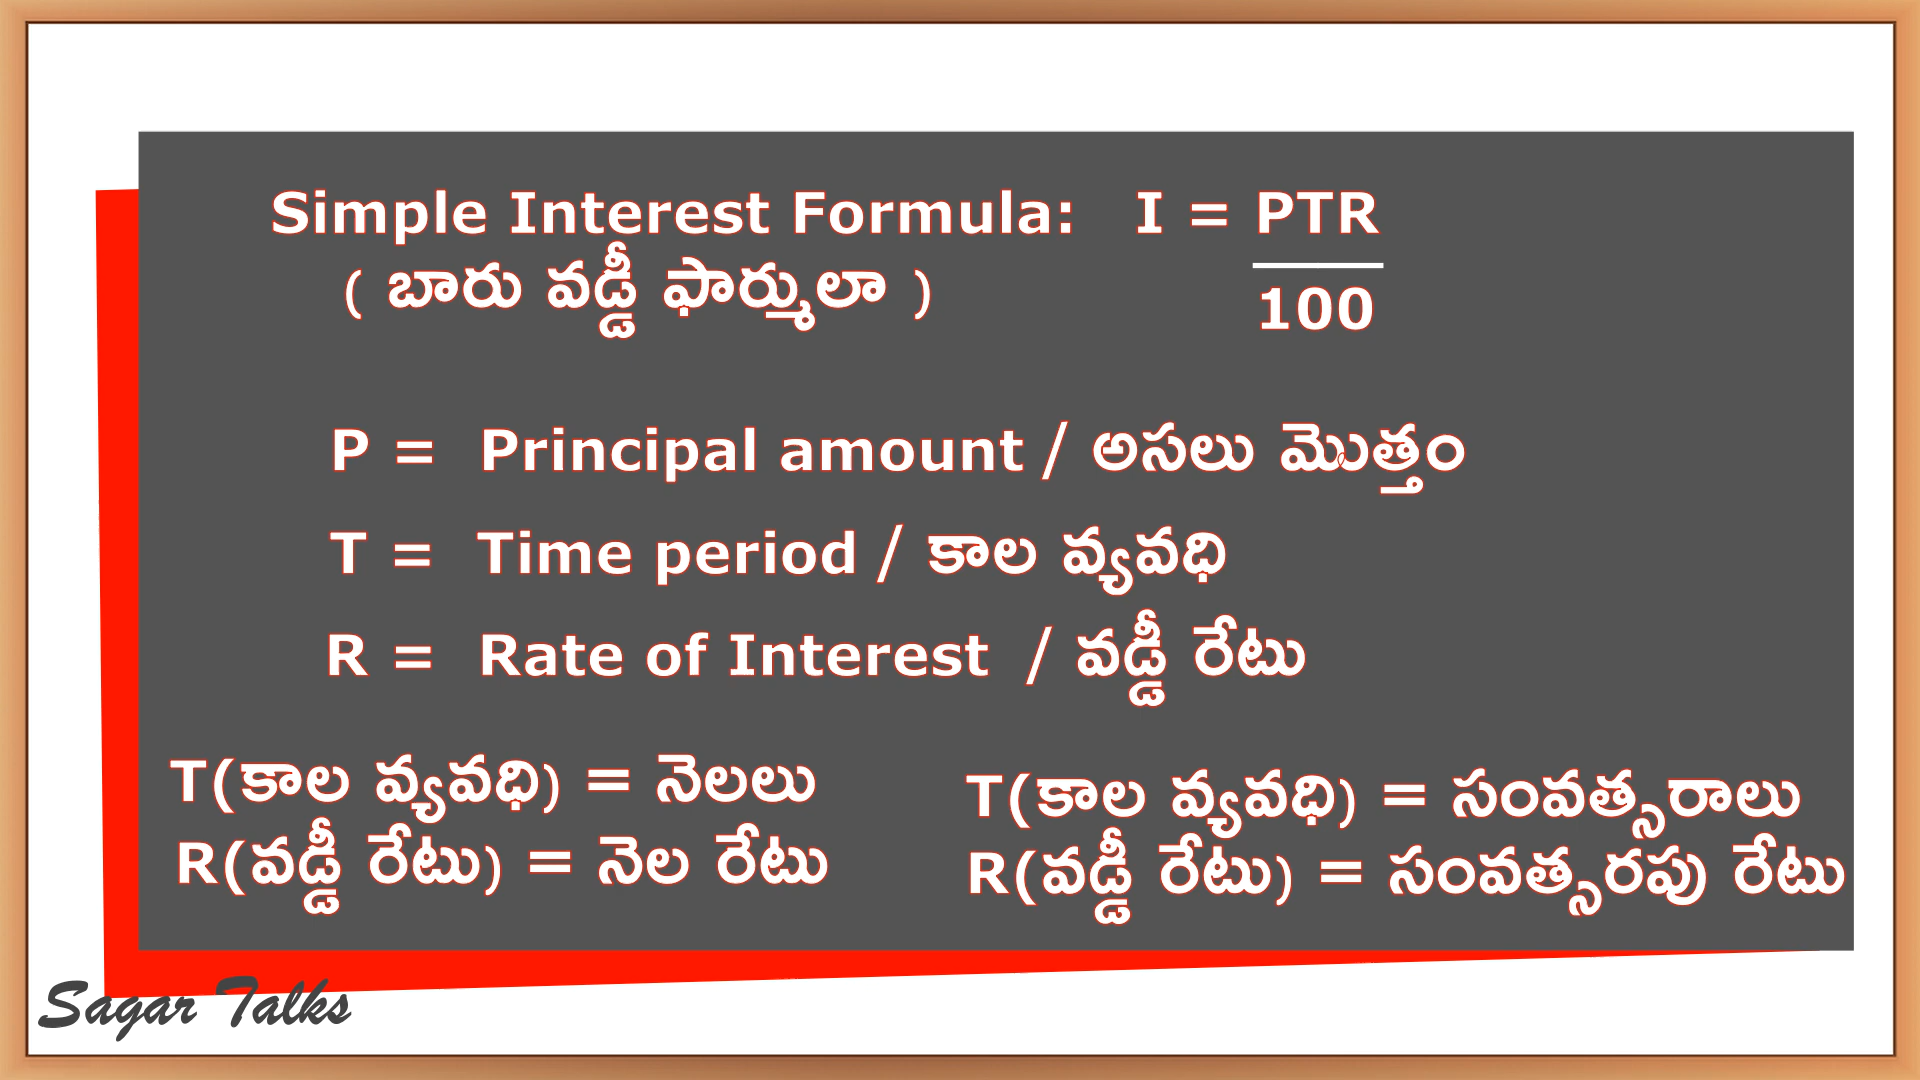 Simple Interest Formula: I = PTR
( బారు వడ్డీ ఫార్ములా )
100
P = Principal amount / అసలు మొత్తం
T = Time period / కాల వ్యవధి
R = Rate of Interest / వడ్డీ రేటు
T(కాల వ్యవధి) = నెలలు
R(వడ్డీ రేటు) = నెల రేటు
T(కాల వ్యవధి) = సంవత్సరాలు
R(వడ్డీ రేటు) = సంవత్సరపు రేటు
Sagar Talks